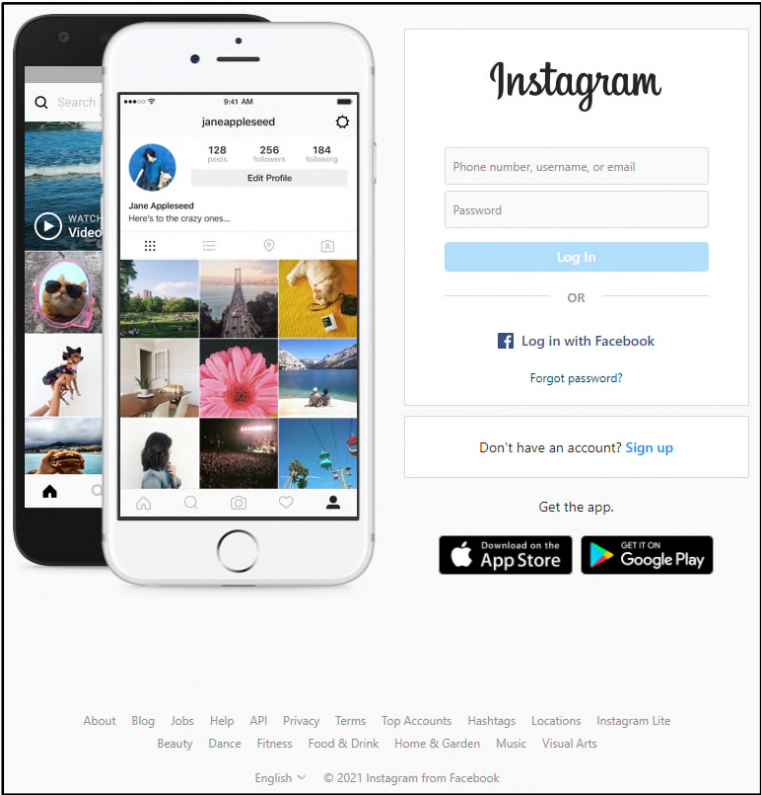 Search
WATCH
Video
9:41 AM
janeappleseed
128 256 184
posts followers following
Edit Profile
Jane Appleseed
Here's to the crazy ones...
Instagram
Phone number, username, or email
Password
Log In
OR
Log in with Facebook
Forgot password?
Don't have an account? Sign up
Get the app.
Download on the
App Store
GET IT ON
Google Play
About Blog Jobs Help API Privacy Terms Top Accounts Hashtags Locations Instagram Lite
Beauty Dance Fitness Food & Drink Home & Garden Music Visual Arts
English © 2021 Instagram from Facebook